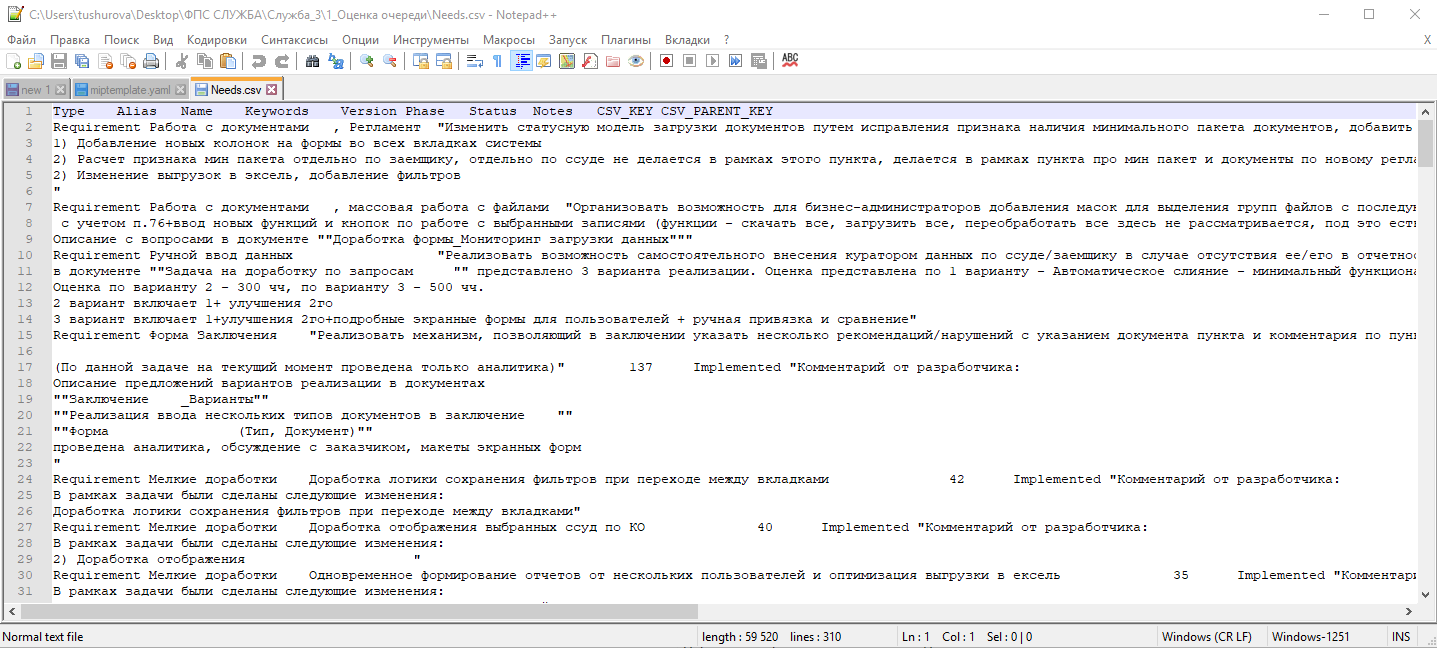 C:\Users\tushurova\Desktop\ФПС СЛУЖБА\Служба_3\1_Оценка очереди\Needs.csv - Notepad++
Файл Правка Поиск Вид Кодировки Синтаксисы Опции Инструменты Макросы Запуск Плагины Вкладки ? X
ABC
new 1 miptemplate.yaml Needs.csv
1 Type Alias Name Keywords Version Phase Status Notes CSV_KEY CSV_PARENT_KEY
2 Requirement Работа с документами , Регламент "Изменить статусную модель загрузки документов путем исправления признака наличия минимального пакета документов, добавить
3 1) Добавление новых колонок на формы во всех вкладках системы
4 2) Расчет признака мин пакета отдельно по заемщику, отдельно по ссуде не делается в рамках этого пункта, делается в рамках пункта про мин пакет и документы по новому регла
5 2) Изменение выгрузок в эксель, добавление фильтров
6 "
7 Requirement Работа с документами , массовая работа с файлами "Организовать возможность для бизнес-администраторов добавления масок для выделения групп файлов с последую
8 с учетом п.76+ввод новых функций и кнопок по работе с выбранными записями (функции - скачать все, загрузить все, переобработать все здесь не рассматривается, под это есть
9 Описание с вопросами в документе ""Доработка формы_Мониторинг загрузки данных"""
10 Requirement Ручной ввод данных "Реализовать возможность самостоятельного внесения куратором данных по ссуде/заемщику в случае отсутствия ее/его в отчетнос
11 в документе ""Задача на доработку по запросам "" представлено 3 варианта реализации. Оценка представлена по 1 варианту - Автоматическое слияние - минимальный функциона
12 Оценка по варианту 2 - 300 чч, по варианту 3 - 500 чч.
13 2 вариант включает 1+ улучшения 2го
14 3 вариант включает 1+улучшения 2го+подробные экранные формы для пользователей + ручная привязка и сравнение"
15 Requirement Форма Заключения "Реализовать механизм, позволяющий в заключении указать несколько рекомендаций/нарушений с указанием документа пункта и комментария по пун
16
17 (По данной задаче на текущий момент проведена только аналитика)" 137 Implemented "Комментарий от разработчика:
18 Описание предложений вариантов реализации в документах
19 ""Заключение _Варианты""
20 ""Реализация ввода нескольких типов документов в заключение ""
21 ""Форма (Тип, Документ)""
22 проведена аналитика, обсуждение с заказчиком, макеты экранных форм
23 "
24 Requirement Мелкие доработки Доработка логики сохранения фильтров при переходе между вкладками 42 Implemented "Комментарий от разработчика:
25 В рамках задачи были сделаны следующие изменения:
26 Доработка логики сохранения фильтров при переходе между вкладками"
27 Requirement Мелкие доработки Доработка отображения выбранных ссуд по КО 40 Implemented "Комментарий от разработчика:
28 В рамках задачи были сделаны следующие изменения:
29 2) Доработка отображения "
30 Requirement Мелкие доработки Одновременное формирование отчетов от нескольких пользователей и оптимизация выгрузки в ексель 35 Implemented "Комментари
31 В рамках задачи были сделаны следующие изменения:
Normal text file length : 59 520 lines : 310 Ln : 1 Col : 1 Sel : 0 | 0 Windows (CR LF) Windows-1251 INS